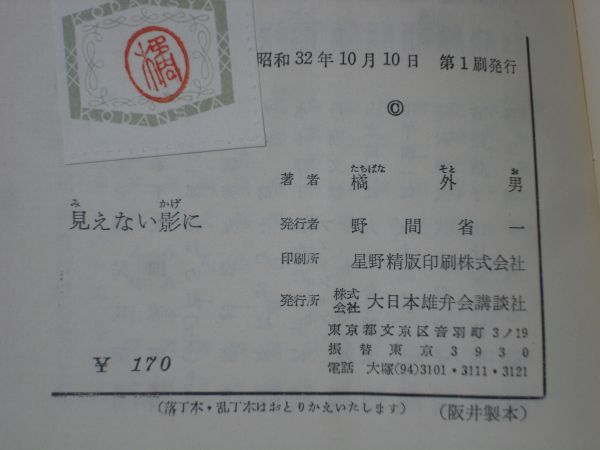 KODANSYA
橘
KODANSYA
昭和32年10月10日 第1刷発行
©
たちばな そと お
著者 橘外男
み かげ
見えない影に
発行者 野間省一
印刷所 星野精版印刷株式会社
発行所 株式会社 大日本雄弁会講談社
東京都文京区音羽町3ノ19
振替東京3930
電話 大塚(94)3101・3111・3121
¥ 170
(落丁本・乱丁本はおとりかえいたします) (阪井製本)